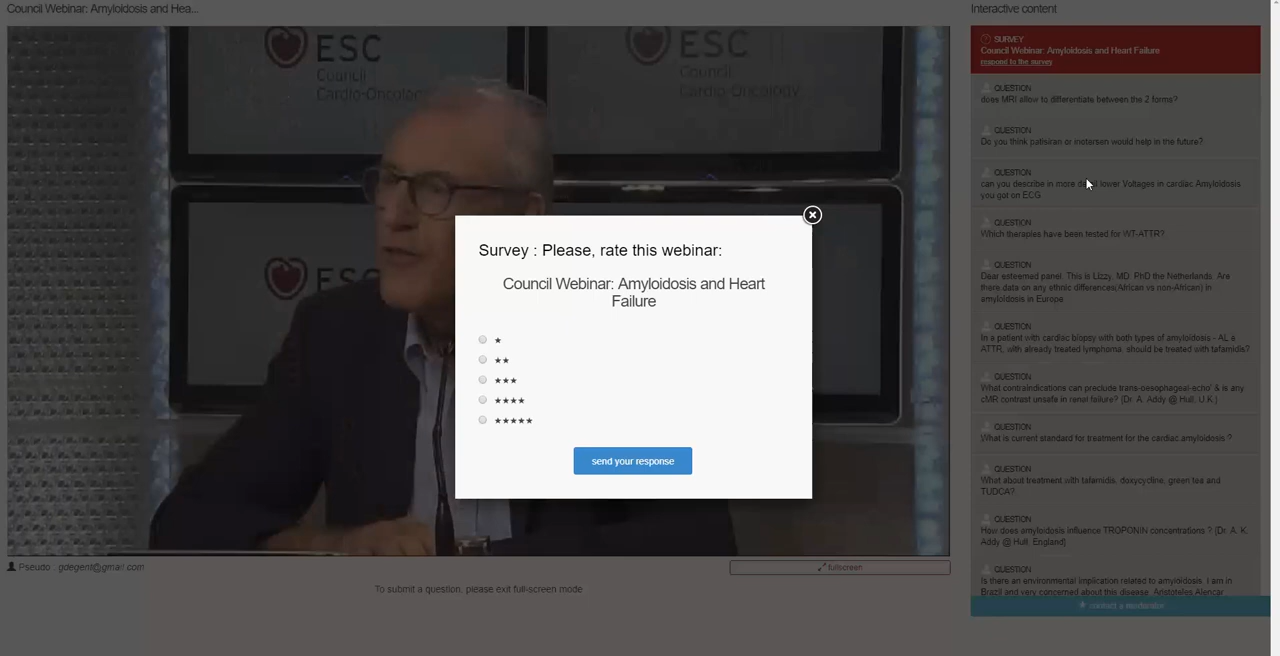 Council Webinar: Amyloidosis and Hea...
ESC
Council
Cardio-Oncology
ESC
Council
Cardio-Oncology
ESC
Survey : Please, rate this webinar:
Council Webinar: Amyloidosis and Heart
Failure
★
★★
★★★
★★★★
★★★★★
send your response
Pseudo : gdegent@gmail.com
fullscreen
To submit a question, please exit full-screen mode
Interactive content
SURVEY
Council Webinar: Amyloidosis and Heart Failure
respond to the survey
QUESTION
does MRI allow to differentiate between the 2 forms?
QUESTION
Do you think patisiran or inotersen would help in the future?
QUESTION
can you describe in more detail lower Voltages in cardiac Amyloidosis
you got on ECG
QUESTION
Which therapies have been tested for WT-ATTR?
QUESTION
Dear esteemed panel. This is Lizzy, MD. PhD the Netherlands. Are
there data on any ethnic differences(African vs non-African) in
amyloidosis in Europe
QUESTION
In a petient with cardiac biopsy with both types of amyloidosis - AL e
ATTR, with already treated lymphoma. should be treated with tafamidis?
QUESTION
What contraindications can preclude trans-oesophageal-echo' & is any
cMR contrast unsafe in renal failure? {Dr. A. Addy @ Hull, U.K.}
QUESTION
What is current standard for treatment for the cardiac amyloidosis ?
QUESTION
What about treatment with tafamidis, doxycycline, green tee and
TUDCA?
QUESTION
How does amyloidosis influence TROPONIN concentrations ? {Dr. A. K.
Addy @ Hull, England}
QUESTION
Is there an environmental implication related to amyloidosis. I am in
Brazil and very concerned about this disease. Aristoteles Alencar
contact a moderator